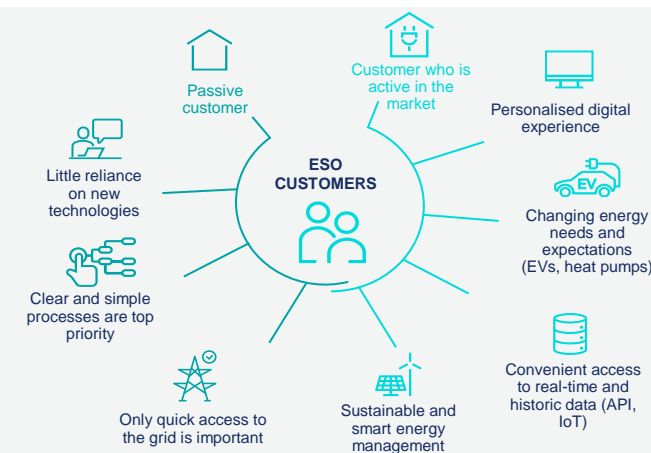 Passive
customer
Customer who is
active in the
market
Personalised digital
experience
ESO
CUSTOMERS
Little reliance
on new
technologies
EV
Changing energy
needs and
expectations
(EVs, heat pumps)
Clear and simple
processes are top
priority
Convenient access
to real-time and
historic data (API,
IoT)
Only quick access to
the grid is important
Sustainable and
smart energy
management